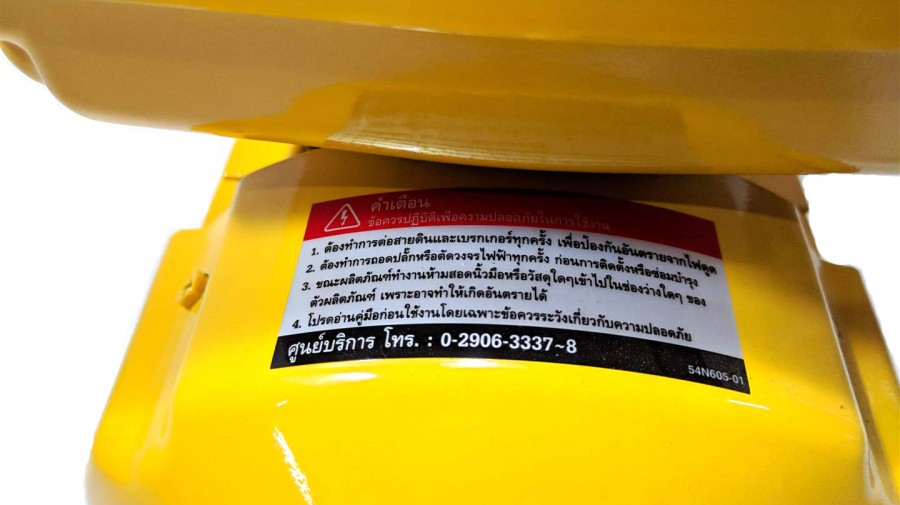 คำเตือน
ข้อควรปฏิบัติเพื่อความปลอดภัยในการใช้งาน
1. ต้องทำการต่อสายดินและเบรกเกอร์ทุกครั้ง เพื่อป้องกันอันตรายจากไฟดูด
2. ต้องทำการถอดปลั๊กหรือตัดวงจรไฟฟ้าทุกครั้ง ก่อนการติดตั้งหรือซ่อมบำรุง
3. ขณะผลิตภัณฑ์ทำงานห้ามสอดนิ้วมือหรือวัสดุใดๆเข้าไปในช่องว่างใดๆ ของ
ตัวผลิตภัณฑ์ เพราะอาจทำให้เกิดอันตรายได้
4. โปรดอ่านคู่มือก่อนใช้งานโดยเฉพาะข้อควรระวังเกี่ยวกับความปลอดภัย
ศูนย์บริการ โทร. : 0-2906-3337~8
54N605-01